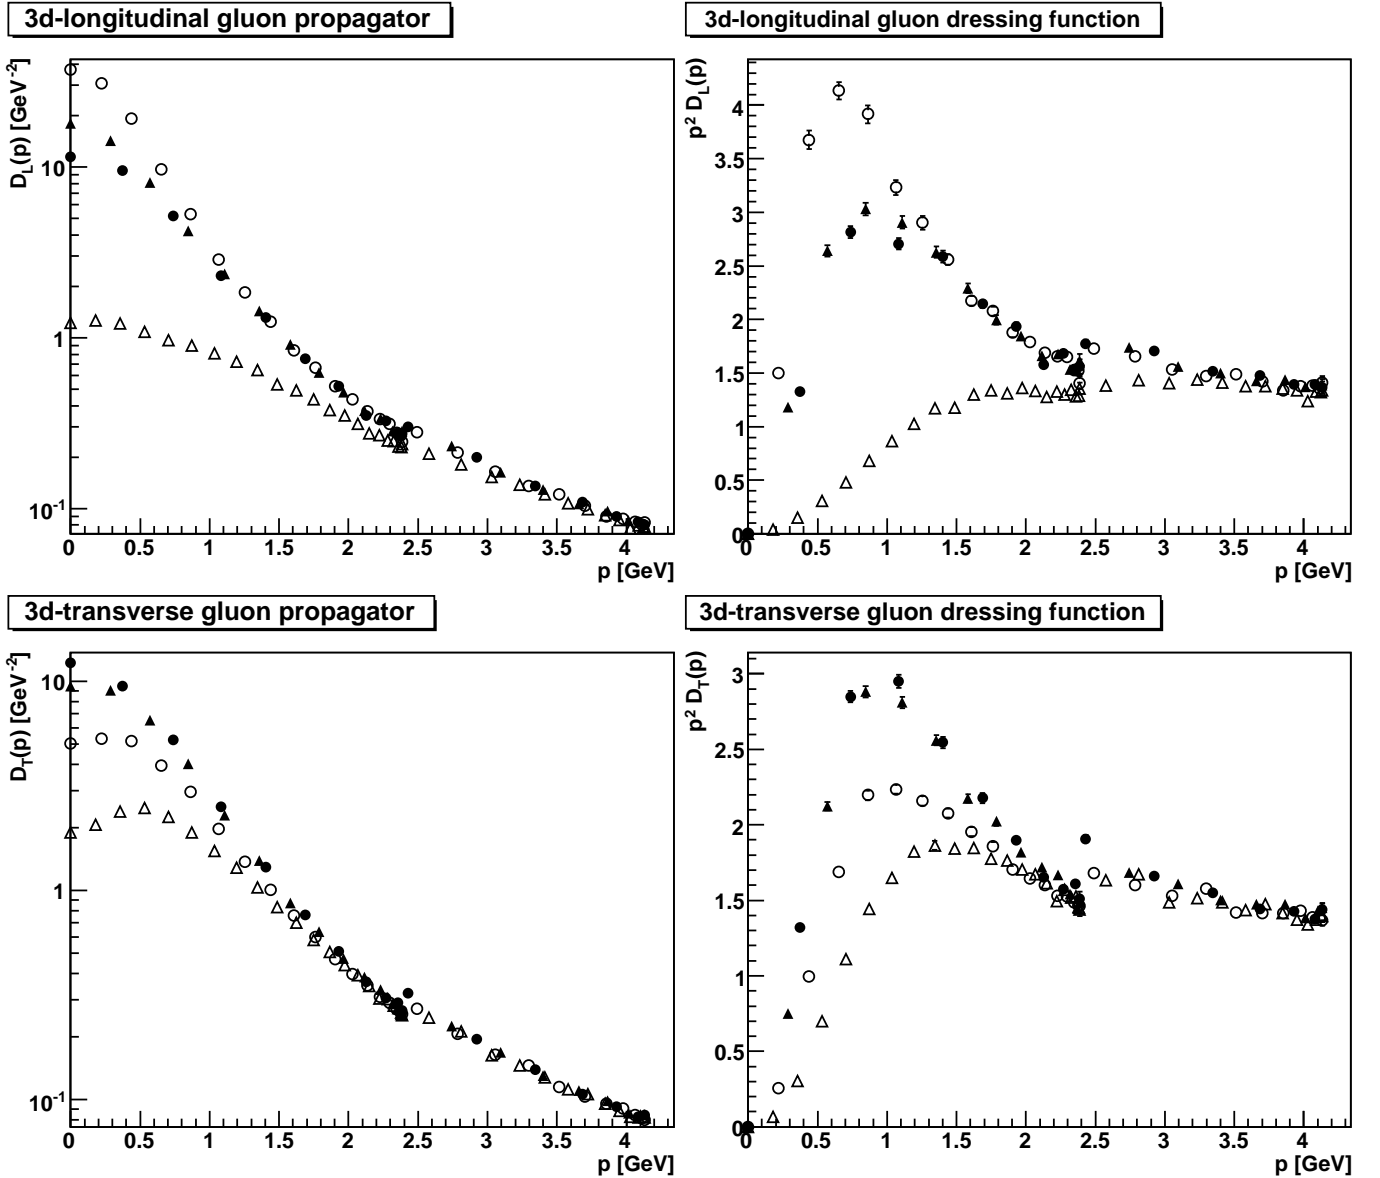 3d-longitudinal gluon propagator
D_L(p) [GeV^-2]
10
1
10^-1
0 0.5 1 1.5 2 2.5 3 3.5 4
p [GeV]
3d-longitudinal gluon dressing function
p^2 D_L(p)
4
3.5
3
2.5
2
1.5
1
0.5
0
0 0.5 1 1.5 2 2.5 3 3.5 4
p [GeV]
3d-transverse gluon propagator
D_T(p) [GeV^-2]
10
1
10^-1
0 0.5 1 1.5 2 2.5 3 3.5 4
p [GeV]
3d-transverse gluon dressing function
p^2 D_T(p)
3
2.5
2
1.5
1
0.5
0
0 0.5 1 1.5 2 2.5 3 3.5 4
p [GeV]